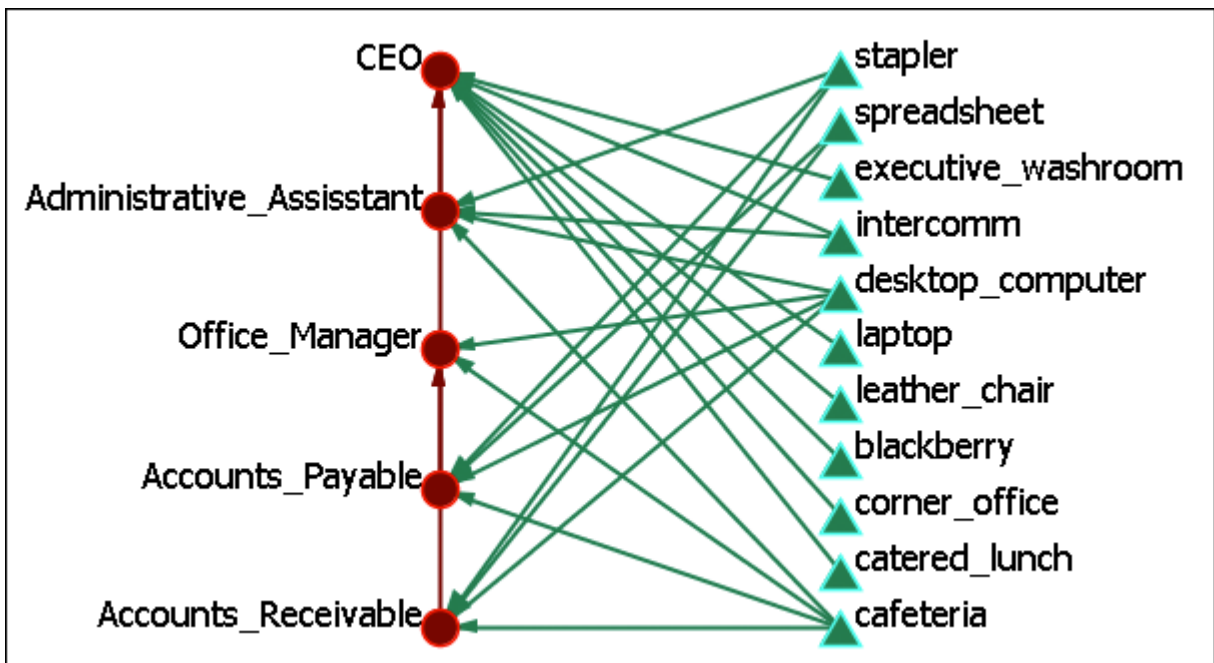 CEO
Administrative_Assisstant
Office_Manager
Accounts_Payable
Accounts_Receivable
stapler
spreadsheet
executive_washroom
intercomm
desktop_computer
laptop
leather_chair
blackberry
corner_office
catered_lunch
cafeteria